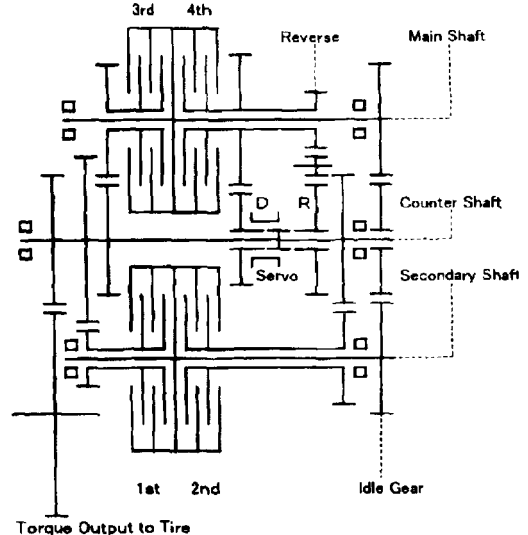 3rd 4th
Reverse Main Shaft
D R Counter Shaft
Servo Secondary Shaft
1st 2nd Idle Gear
Torque Output to Tire